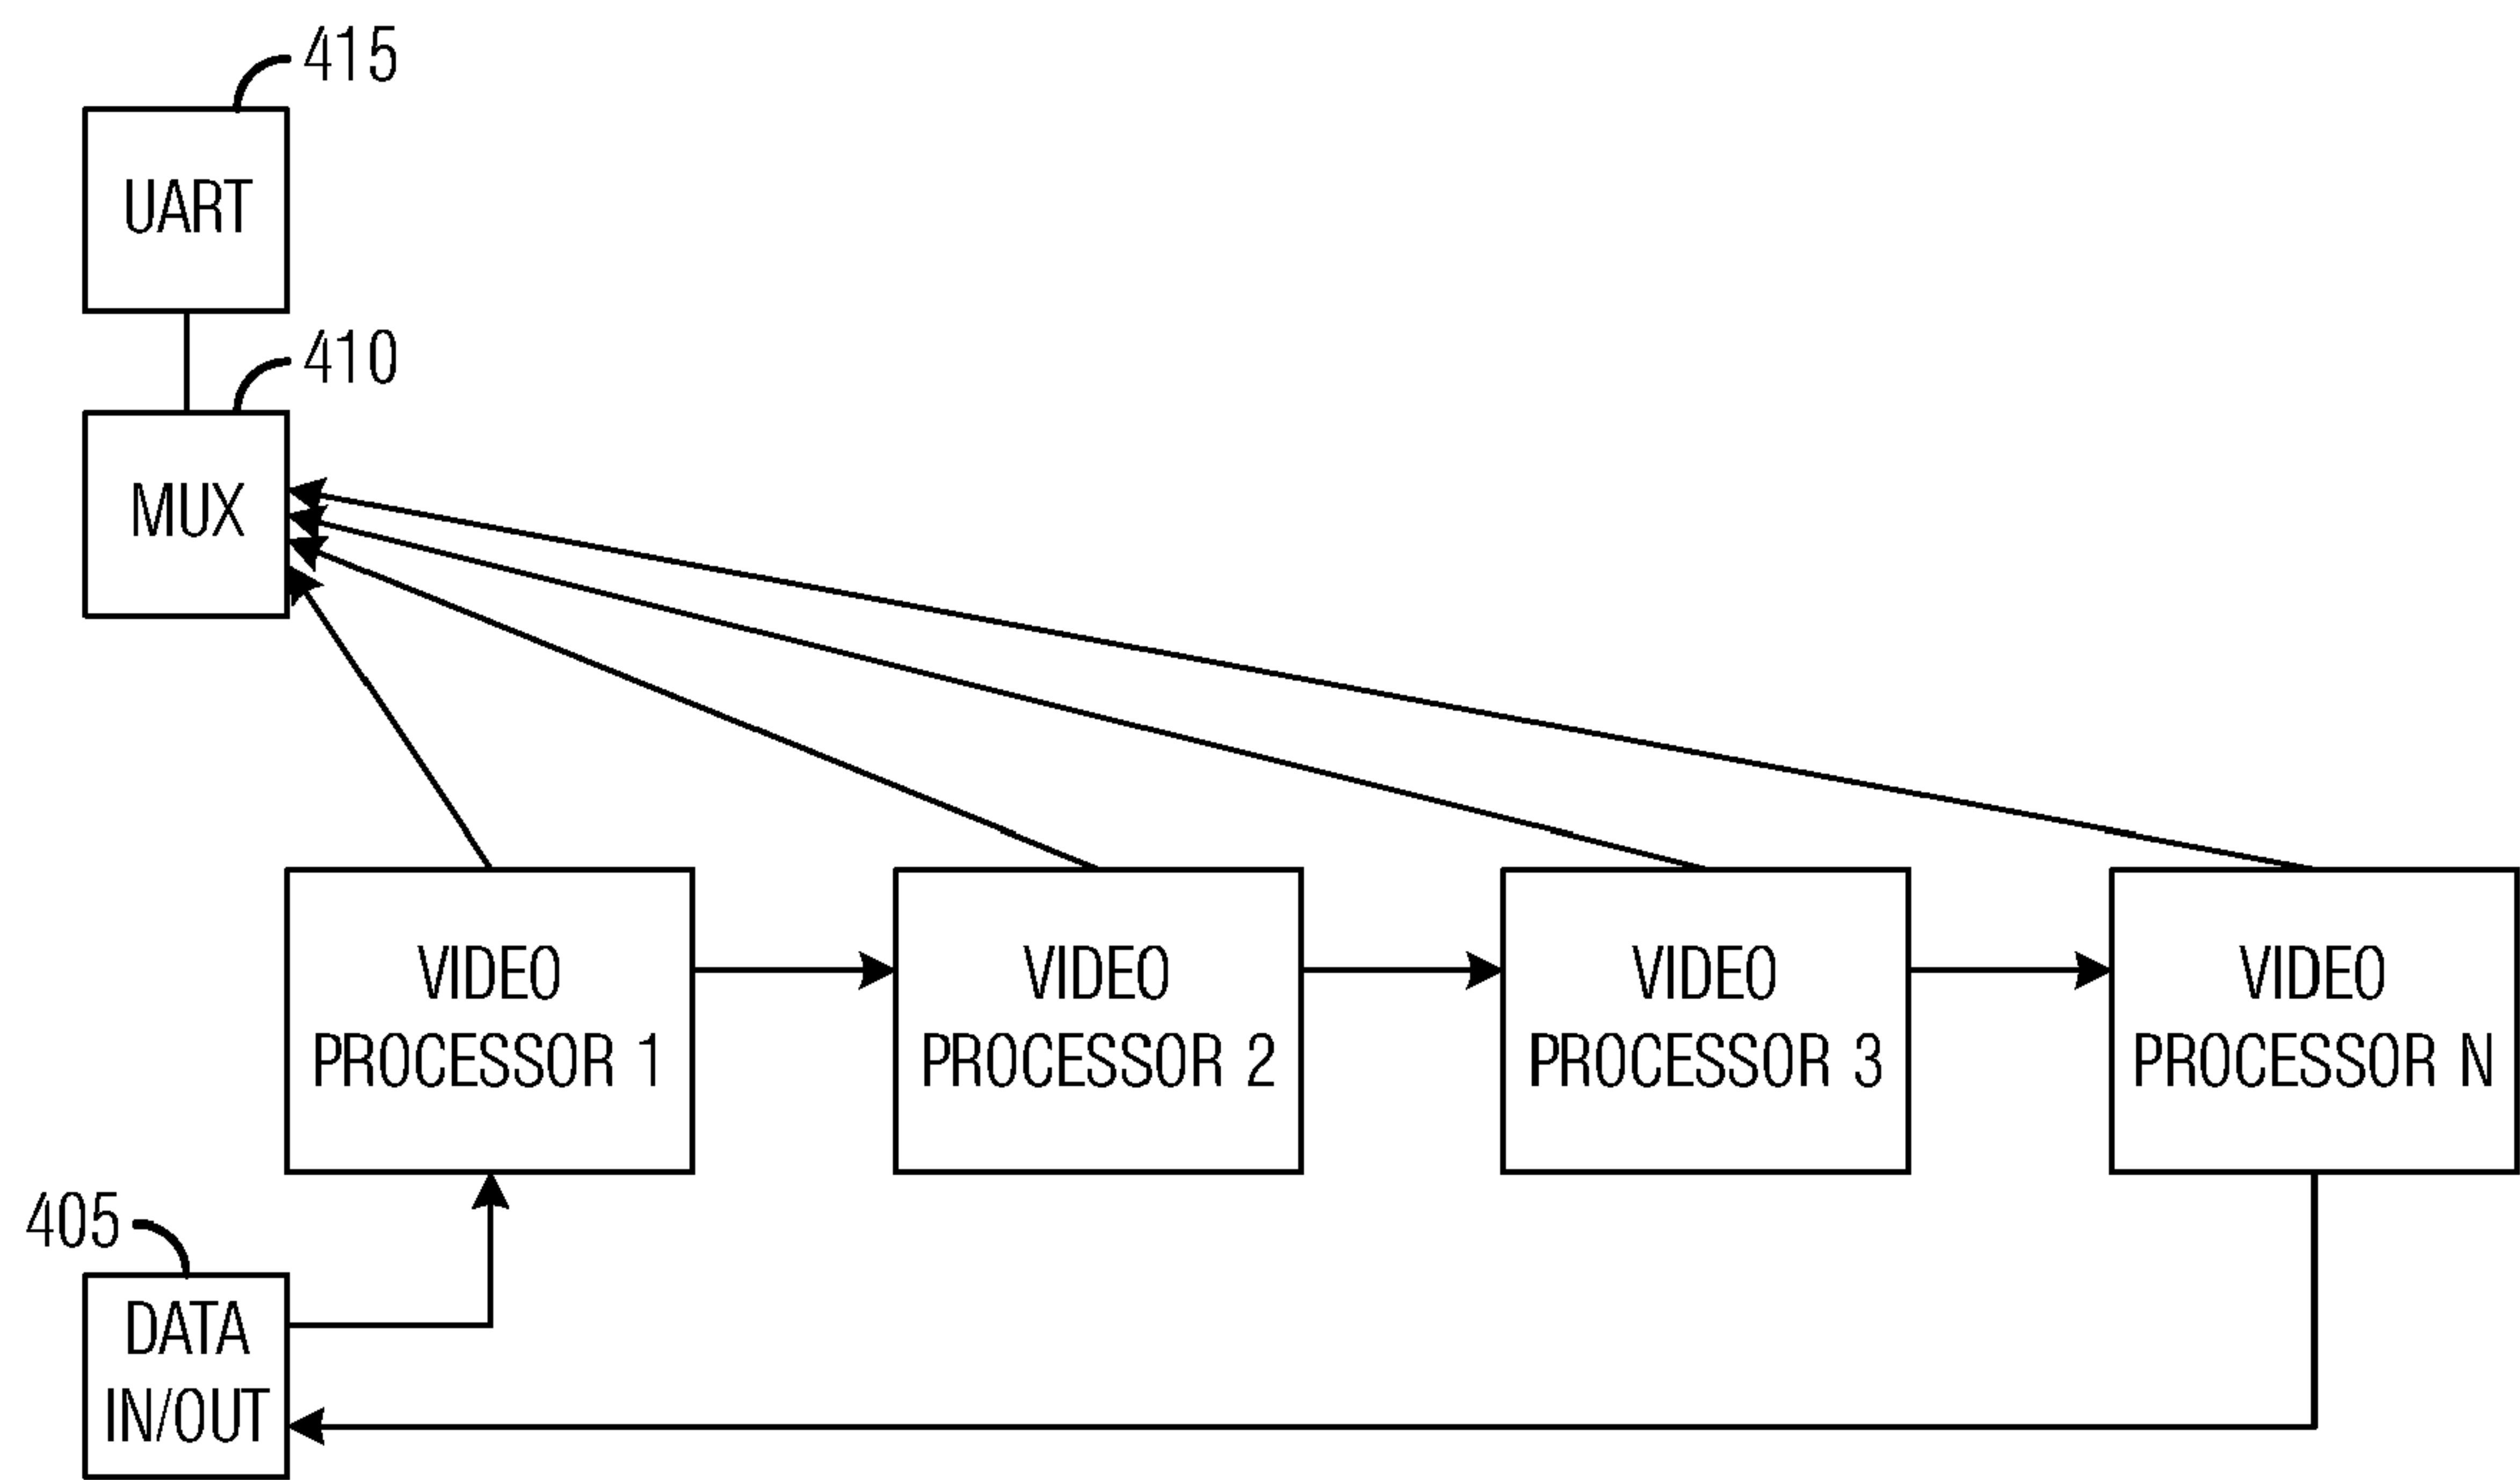 415
UART
410
MUX
VIDEO
PROCESSOR 1
VIDEO
PROCESSOR 2
VIDEO
PROCESSOR 3
VIDEO
PROCESSOR N
405
DATA
IN/OUT